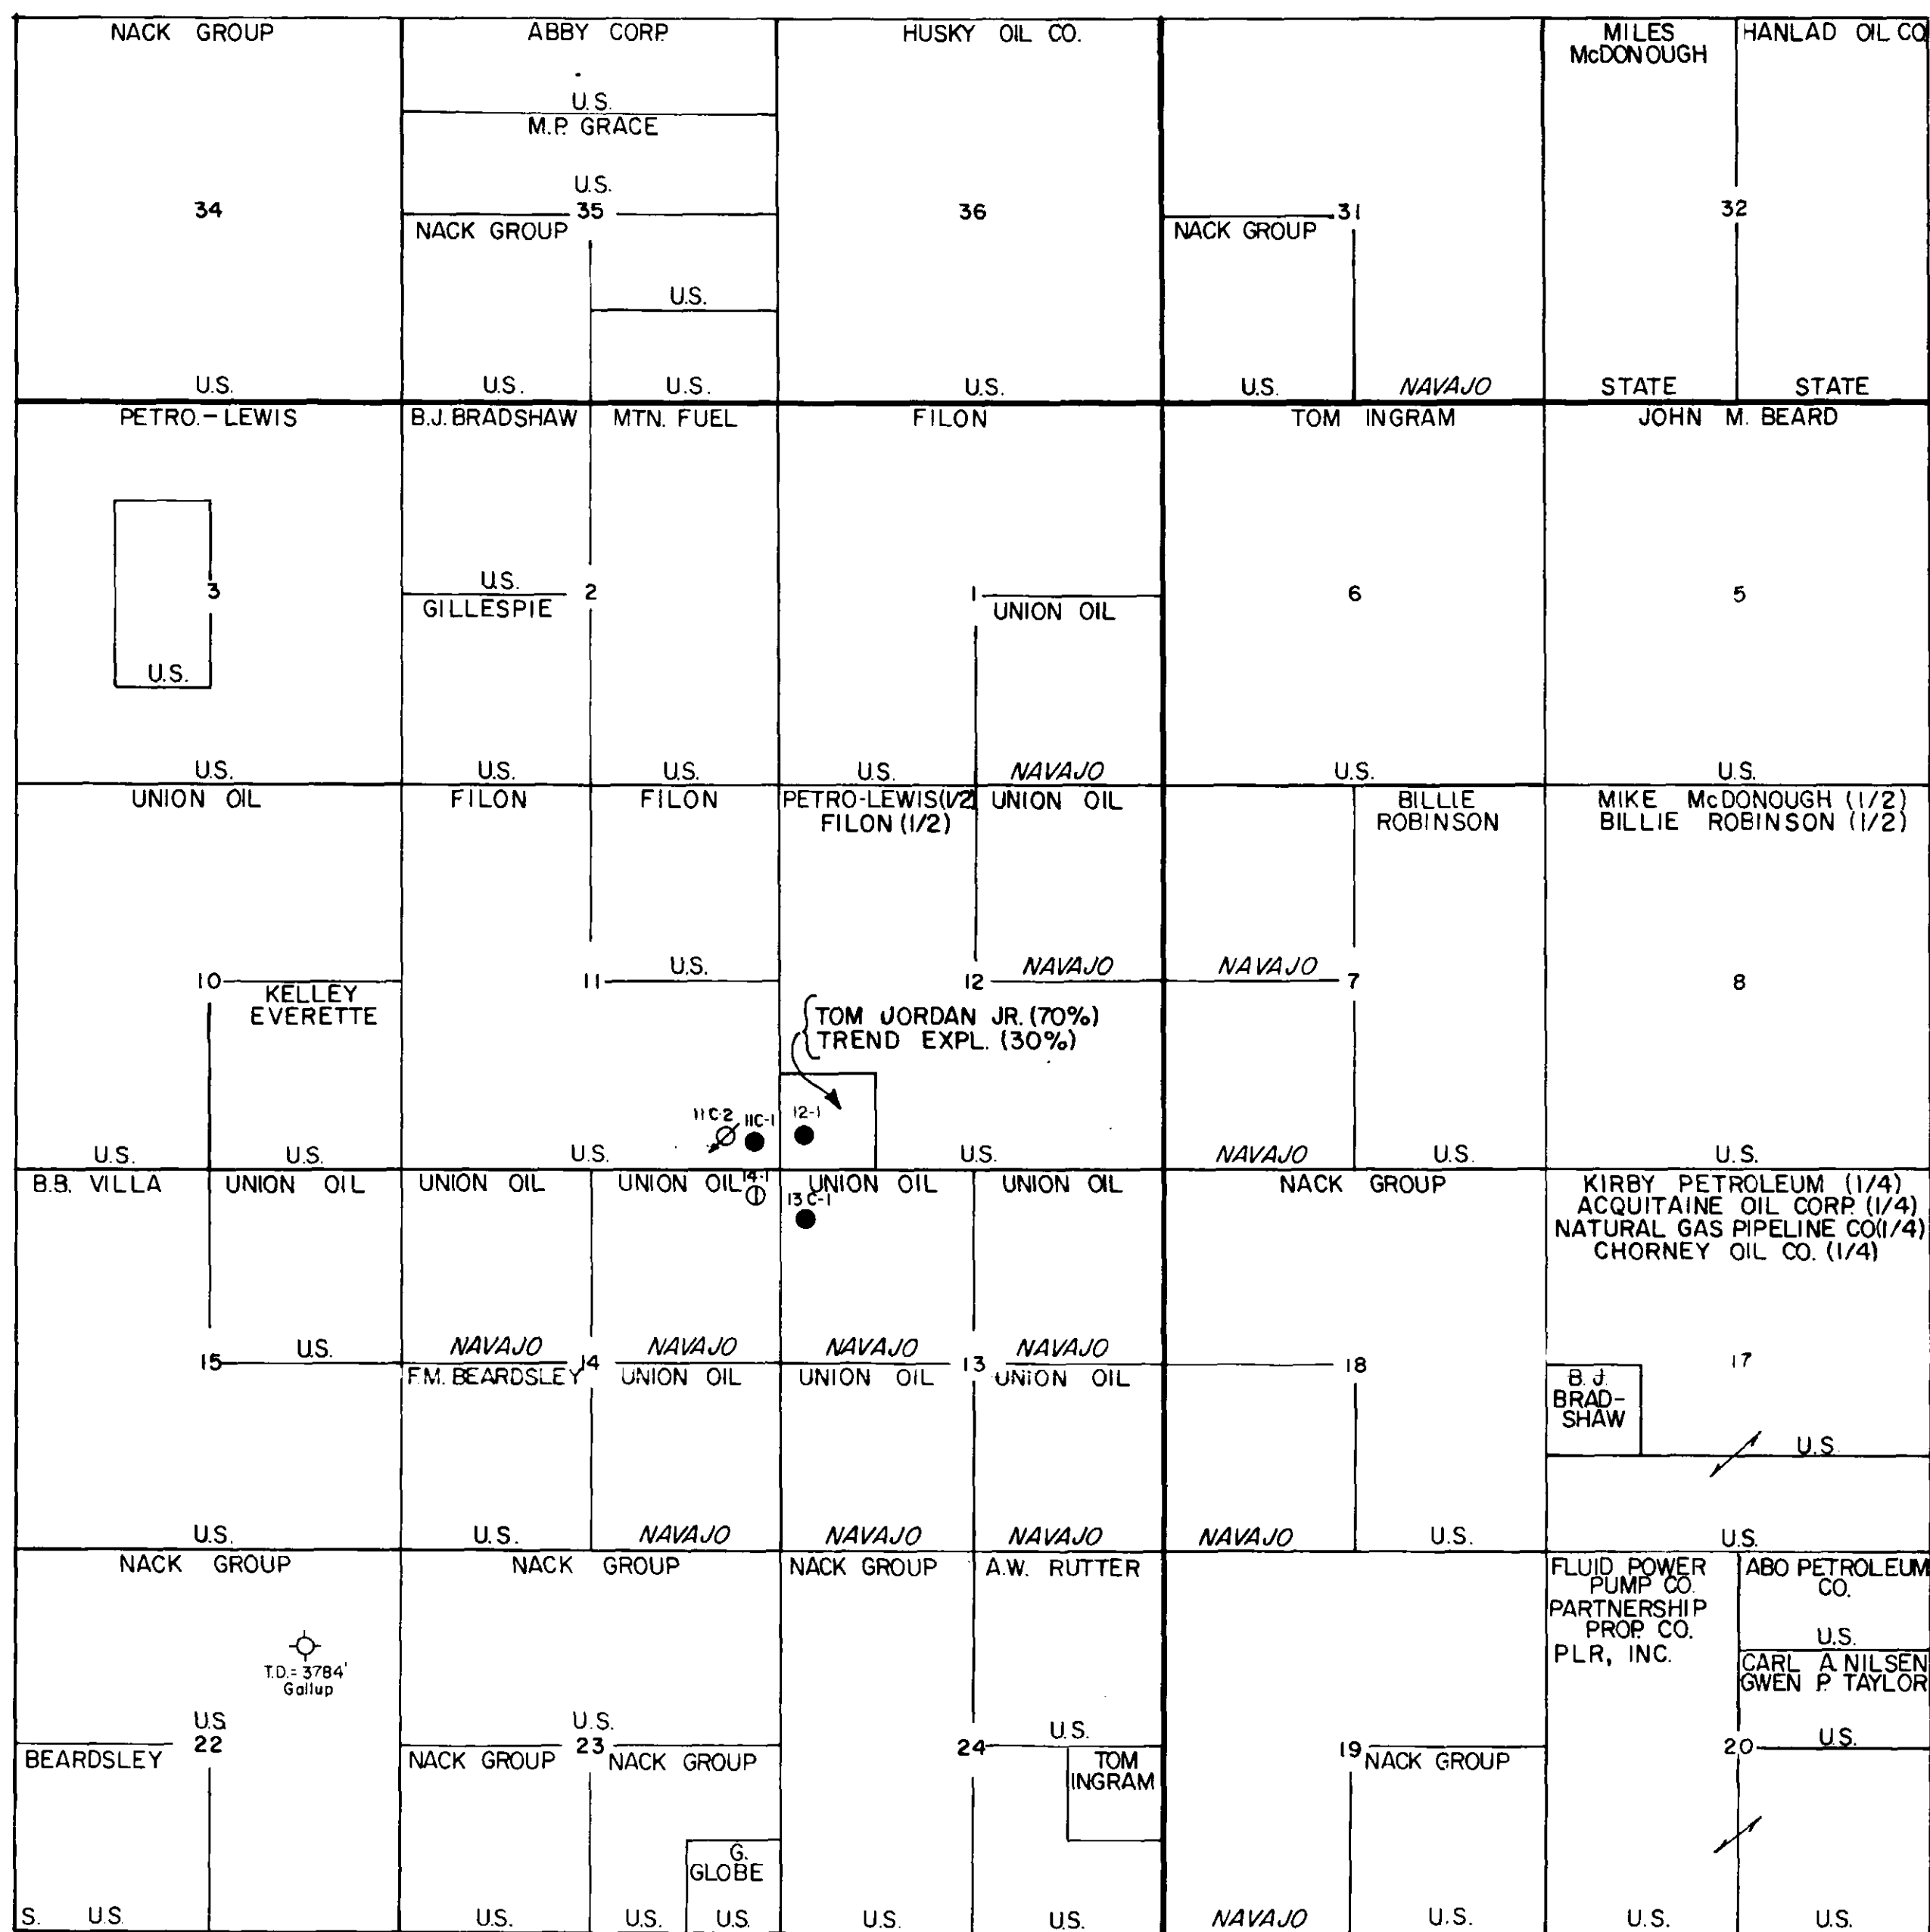 NACK GROUP
ABBY CORP.
HUSKY OIL CO.
MILES
McDONOUGH
HANLAD OIL CO
U.S.
M.P. GRACE
U.S.
34
35
36
31
32
NACK GROUP
NACK GROUP
U.S.
U.S.
U.S.
U.S.
U.S.
U.S.
NAVAJO
STATE
STATE
PETRO.-LEWIS
B.J. BRADSHAW
MTN. FUEL
FILON
TOM INGRAM
JOHN M. BEARD
U.S.
3
2
1
6
5
GILLESPIE
UNION OIL
U.S.
U.S.
U.S.
U.S.
U.S.
NAVAJO
U.S.
U.S.
UNION OIL
FILON
FILON
PETRO-LEWIS (1/2)
FILON (1/2)
UNION OIL
BILLIE
ROBINSON
MIKE McDONOUGH (1/2)
BILLIE ROBINSON (1/2)
U.S.
NAVAJO
NAVAJO
10
11
12
7
8
KELLEY
EVERETTE
TOM JORDAN JR. (70%)
TREND EXPL. (30%)
11C-2
11C-1
12-1
U.S.
U.S.
U.S.
U.S.
NAVAJO
U.S.
U.S.
B.B. VILLA
UNION OIL
UNION OIL
UNION OIL
14-1
UNION OIL
UNION OIL
NACK GROUP
KIRBY PETROLEUM (1/4)
ACQUITAINE OIL CORP. (1/4)
NATURAL GAS PIPELINE CO(1/4)
CHORNEY OIL CO. (1/4)
13C-1
U.S.
NAVAJO
NAVAJO
NAVAJO
NAVAJO
15
14
13
18
17
F.M. BEARDSLEY
UNION OIL
UNION OIL
UNION OIL
B. J.
BRAD-
SHAW
U.S.
U.S.
U.S.
NAVAJO
NAVAJO
NAVAJO
NAVAJO
U.S.
U.S.
NACK GROUP
NACK GROUP
NACK GROUP
A.W. RUTTER
FLUID POWER
PUMP CO.
PARTNERSHIP
PROP. CO.
PLR, INC.
ABO PETROLEUM
CO.
U.S.
CARL A NILSEN
GWEN P. TAYLOR
T.D.= 3784'
Gallup
U.S
U.S.
U.S.
U.S.
22
23
24
19
20
BEARDSLEY
NACK GROUP
NACK GROUP
TOM
INGRAM
NACK GROUP
G.
GLOBE
S.
U.S.
U.S.
U.S.
U.S.
U.S.
U.S.
NAVAJO
U.S.
U.S.
U.S.